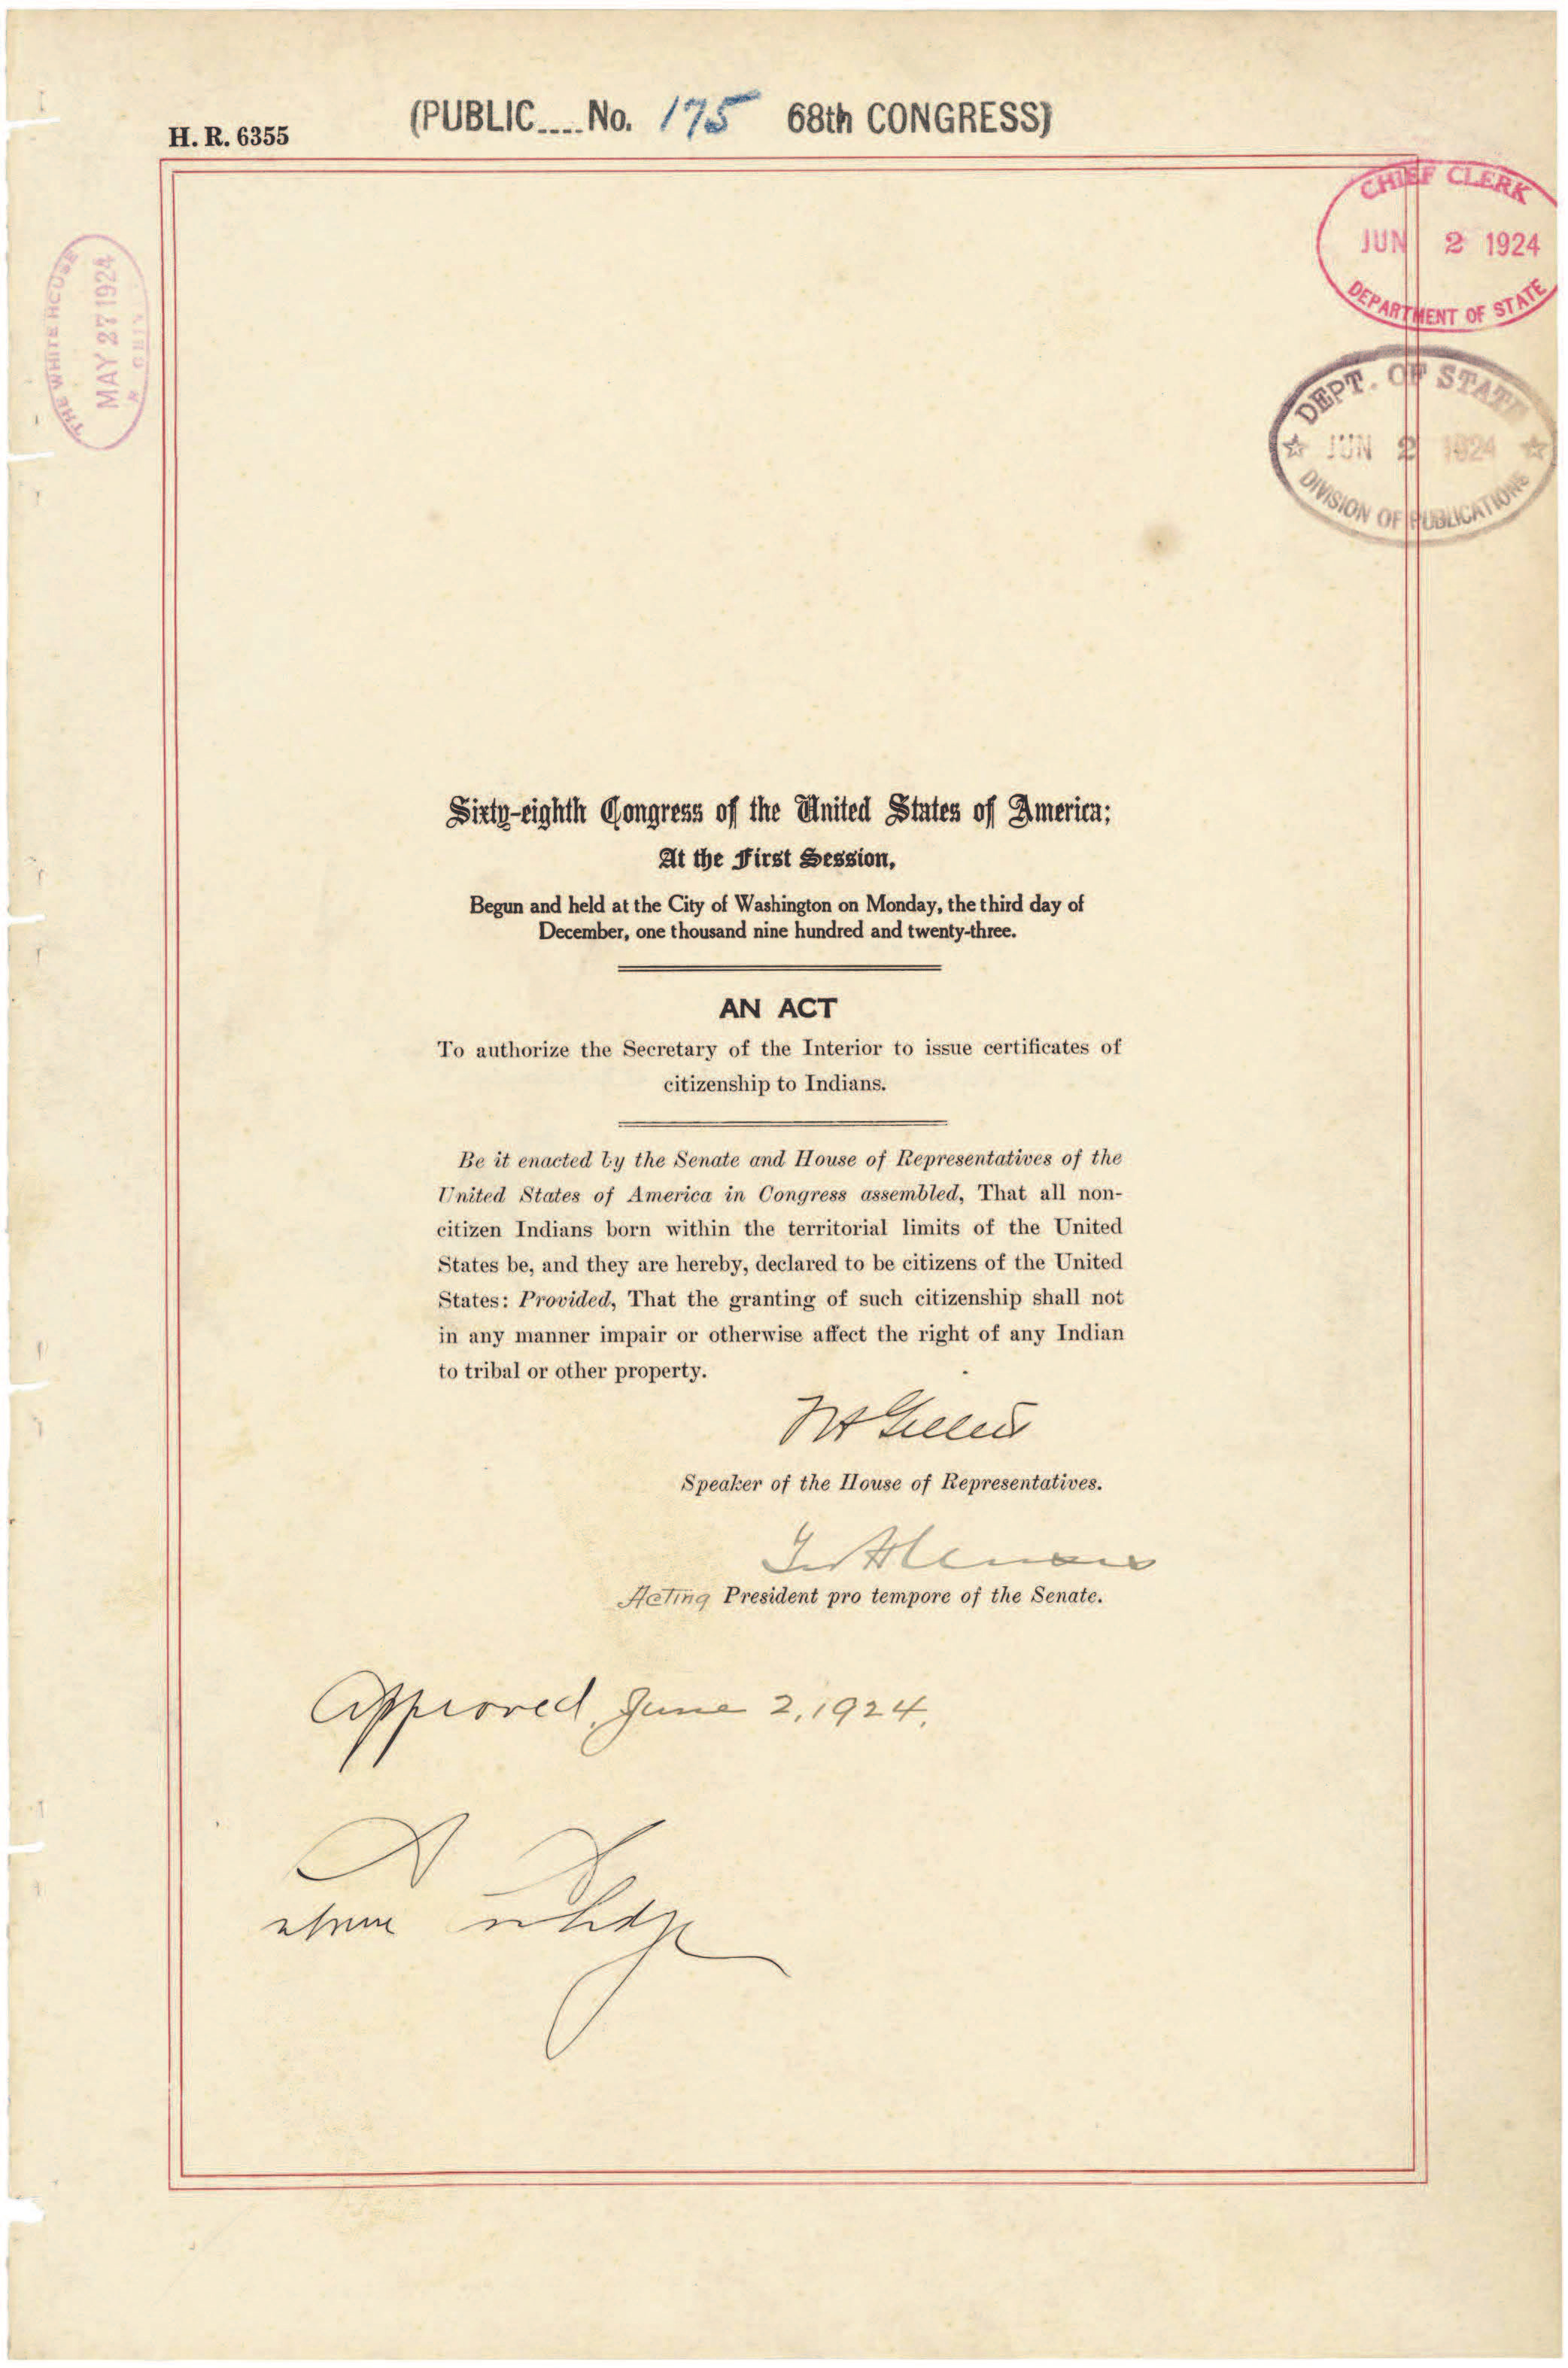 H. R. 6355
(PUBLIC....No. 175 68th CONGRESS)
CHIEF CLERK
JUN 2 1924
DEPARTMENT OF STATE
THE WHITE HOUSE
MAY 27 1924
DEPT. OF STATE
JUN 2 1924
DIVISION OF PUBLICATIONS
Sixty-eighth Congress of the United States of America;
At the First Session,
Begun and held at the City of Washington on Monday, the third day of
December, one thousand nine hundred and twenty-three.
AN ACT
To authorize the Secretary of the Interior to issue certificates of
citizenship to Indians.
Be it enacted by the Senate and House of Representatives of the
United States of America in Congress assembled, That all non-
citizen Indians born within the territorial limits of the United
States be, and they are hereby, declared to be citizens of the United
States: Provided, That the granting of such citizenship shall not
in any manner impair or otherwise affect the right of any Indian
to tribal or other property.
Speaker of the House of Representatives.
Acting President pro tempore of the Senate.
Approved, June 2, 1924.